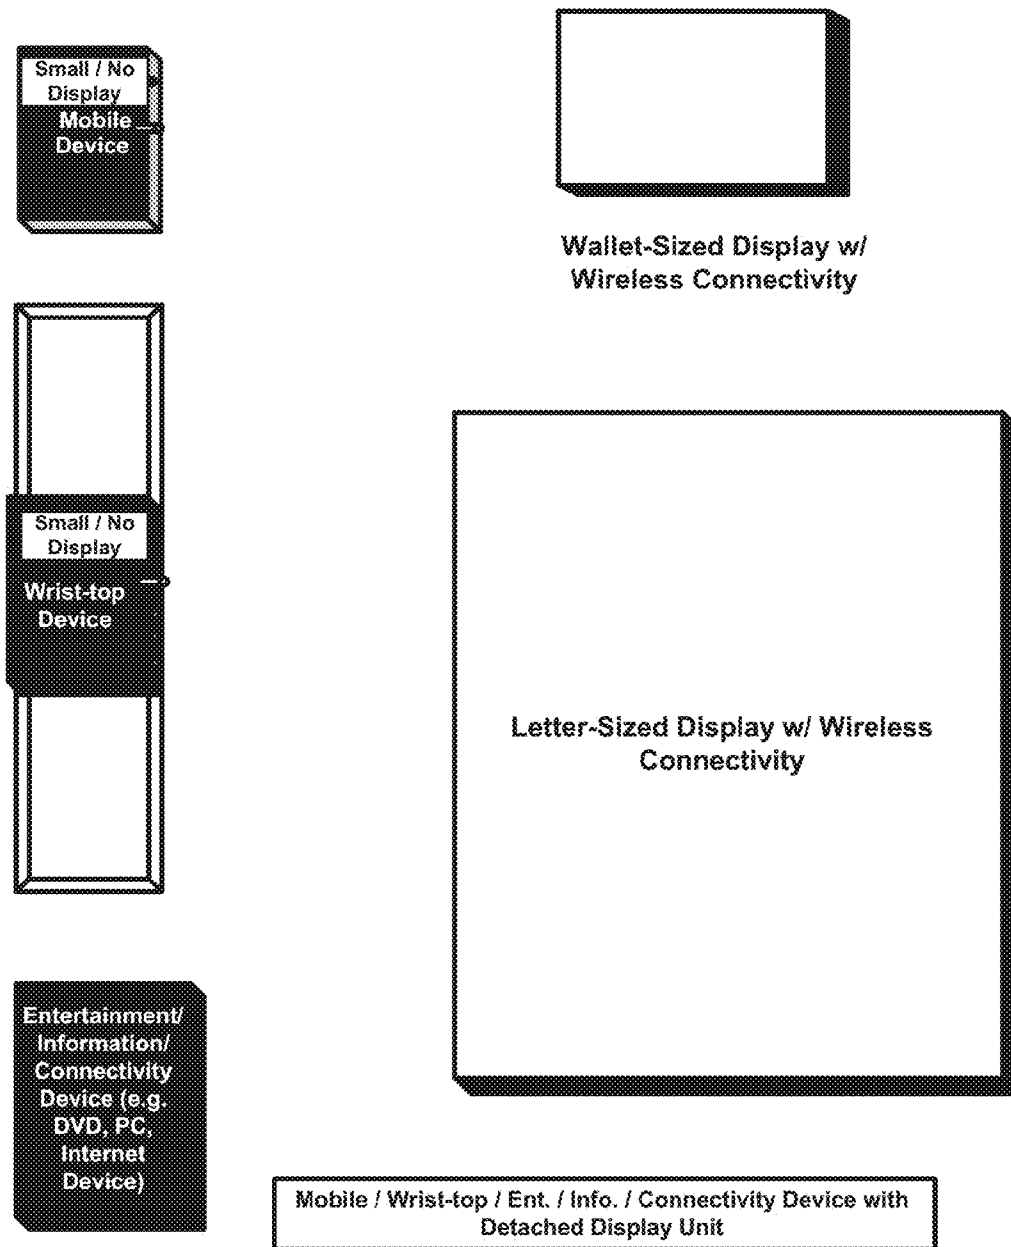 Small / No
Display
Mobile
Device
Wallet-Sized Display w/
Wireless Connectivity
Small / No
Display
Wrist-top
Device
Letter-Sized Display w/ Wireless
Connectivity
Entertainment/
Information/
Connectivity
Device (e.g.
DVD, PC,
Internet
Device)
Mobile / Wrist-top / Ent. / Info. / Connectivity Device with
Detached Display Unit